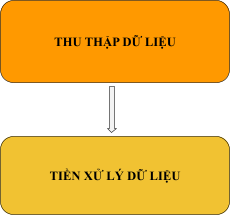 THU THẬP DỮ LIỆU
TIỀN XỬ LÝ DỮ LIỆU